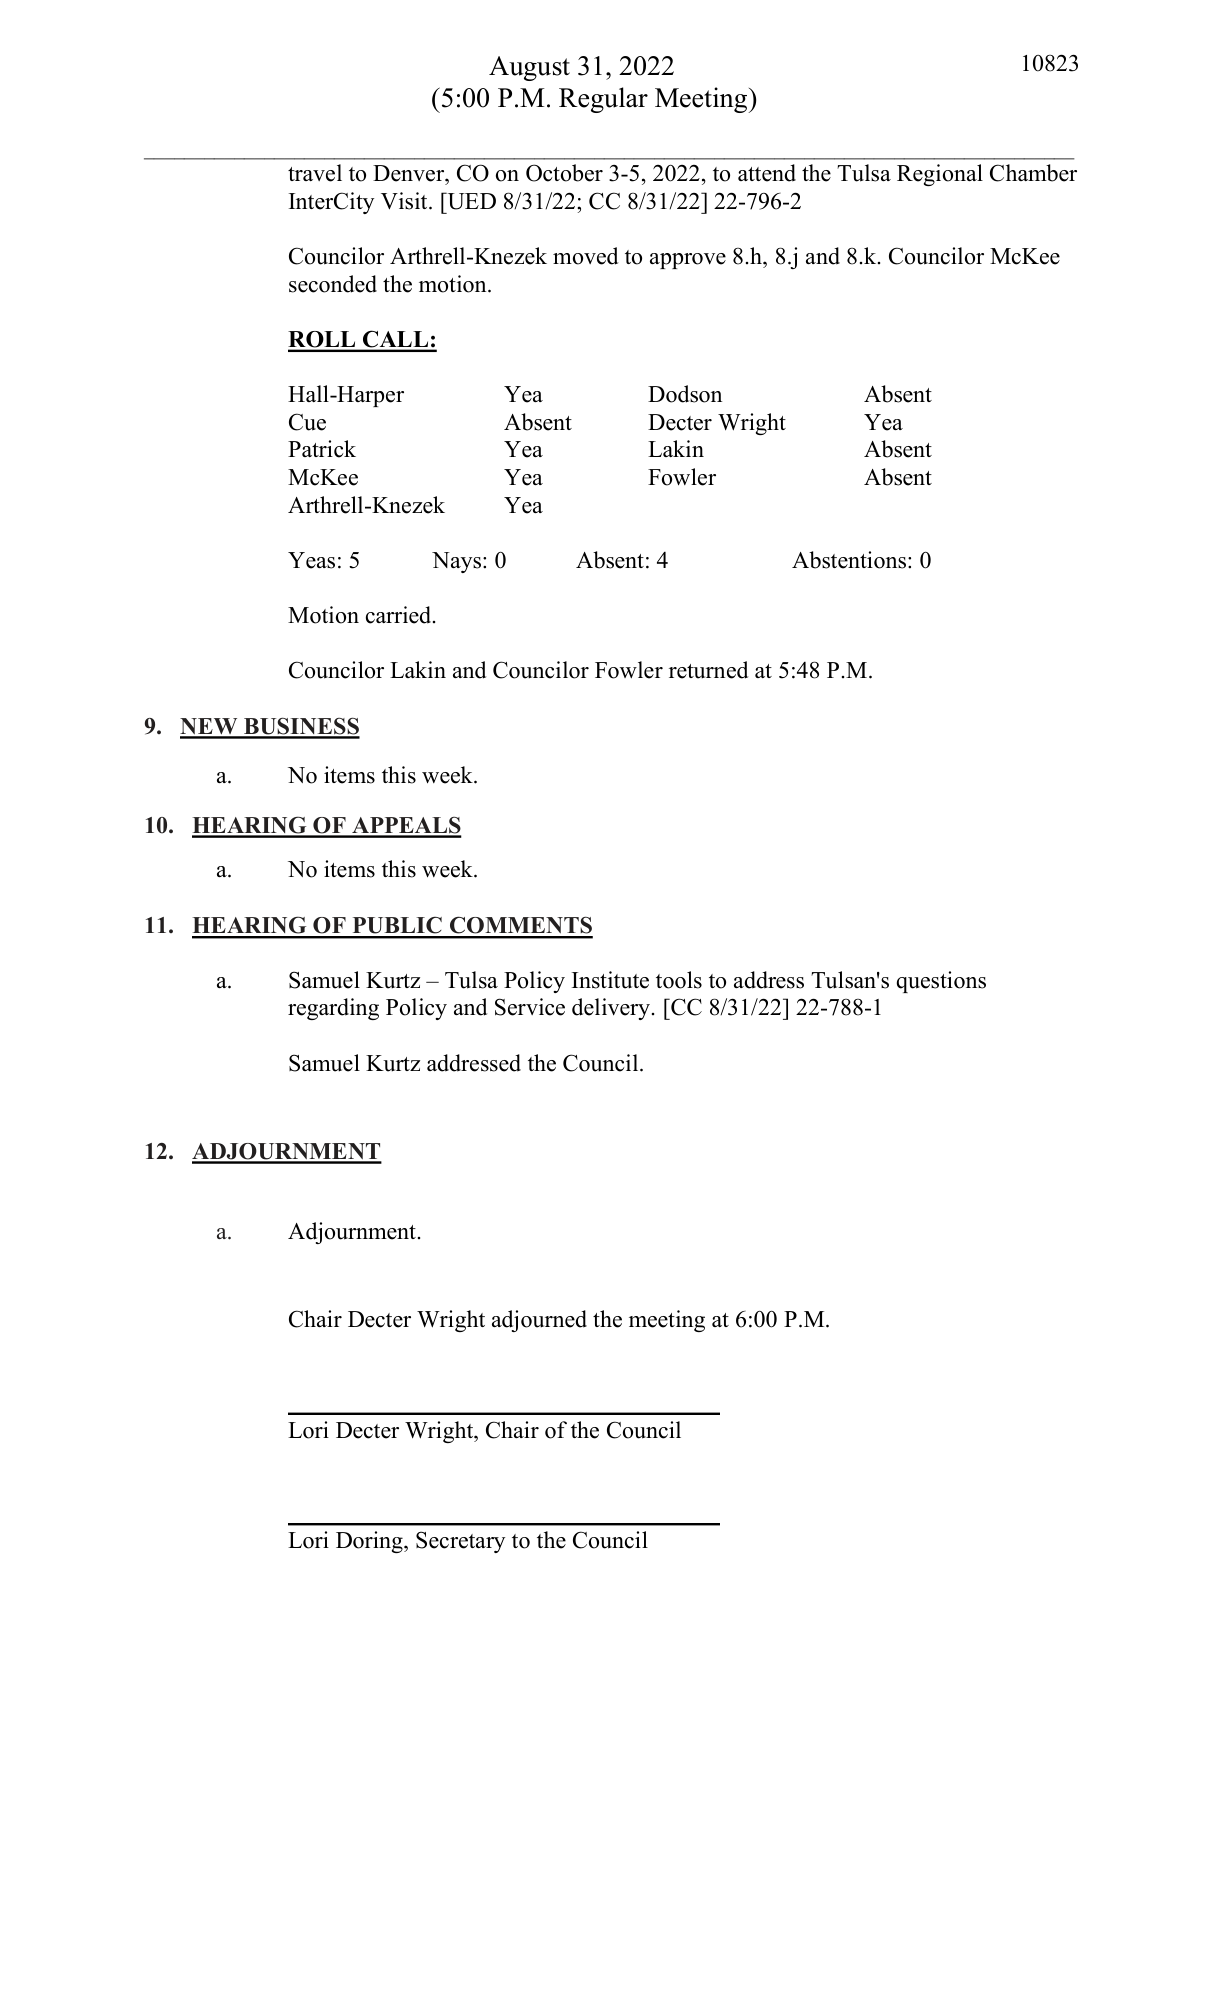 August 31, 2022
10823
(5:00 P.M. Regular Meeting)
travel to Denver, CO on October 3-5, 2022, to attend the Tulsa Regional Chamber
InterCity Visit. [UED 8/31/22; CC 8/31/22] 22-796-2
Councilor Arthrell-Knezek moved to approve 8.h, 8.j and 8.k. Councilor McKee
seconded the motion.
ROLL CALL:
Hall-Harper Yea Dodson Absent
Cue Absent Decter Wright Yea
Patrick Yea Lakin Absent
McKee Yea Fowler Absent
Arthrell-Knezek Yea
Yeas: 5 Nays: 0 Absent: 4 Abstentions: 0
Motion carried.
Councilor Lakin and Councilor Fowler returned at 5:48 P.M.
9. NEW BUSINESS
a. No items this week.
10. HEARING OF APPEALS
a. No items this week.
11. HEARING OF PUBLIC COMMENTS
a. Samuel Kurtz – Tulsa Policy Institute tools to address Tulsan's questions
regarding Policy and Service delivery. [CC 8/31/22] 22-788-1
Samuel Kurtz addressed the Council.
12. ADJOURNMENT
a. Adjournment.
Chair Decter Wright adjourned the meeting at 6:00 P.M.
Lori Decter Wright, Chair of the Council
Lori Doring, Secretary to the Council